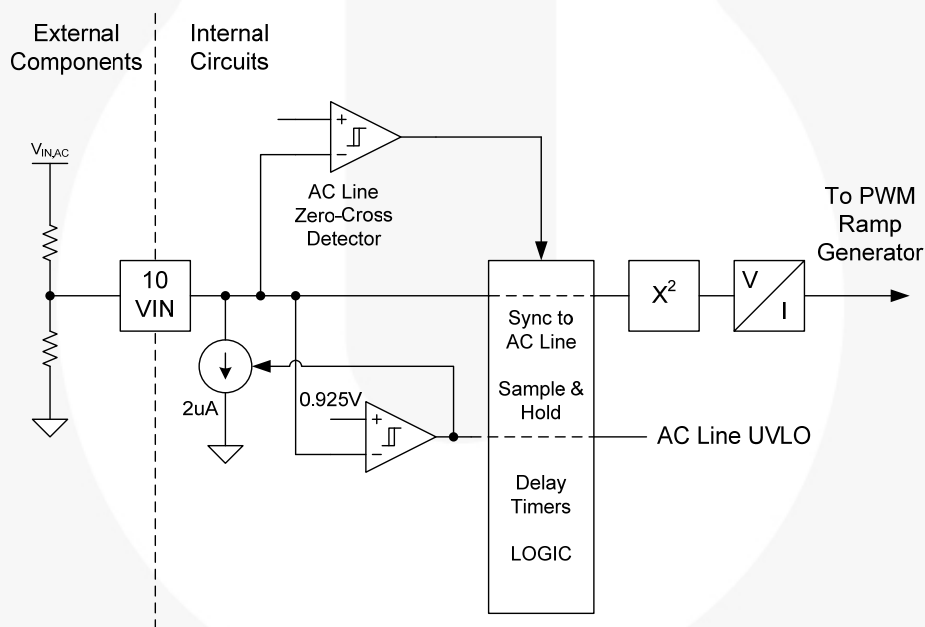 External
Components
Internal
Circuits
V_IN,AC
+
−
AC Line
Zero-Cross
Detector
To PWM
Ramp
Generator
10
VIN
X²
V
I
Sync to
AC Line
2uA
0.925V
+
−
Sample &
Hold
AC Line UVLO
Delay
Timers
LOGIC